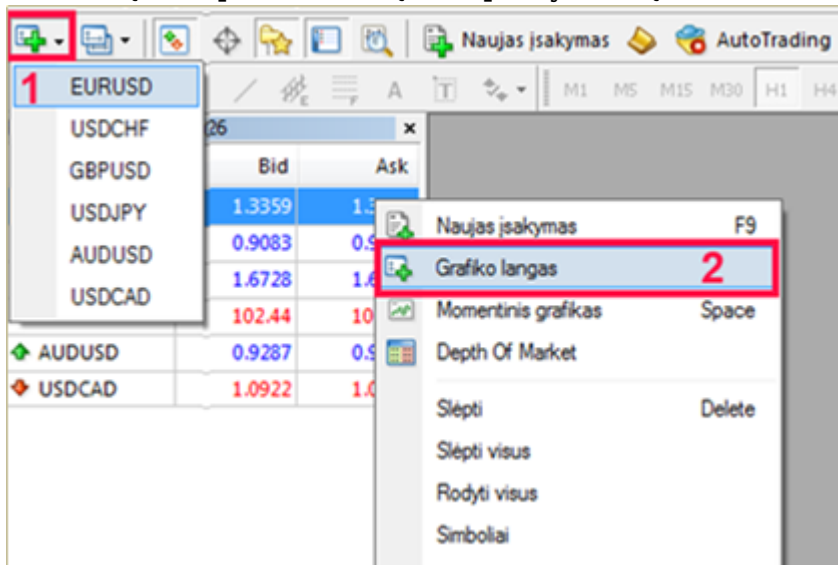 Naujas įsakymas AutoTrading
1 EURUSD
A T M1 M5 M15 M30 H1 H4
USDCHF
GBPUSD
USDJPY
AUDUSD
USDCAD
26
Bid Ask
1.3359
0.9083
1.6728
102.44
AUDUSD 0.9287
USDCAD 1.0922
Naujas įsakymas F9
Grafiko langas 2
Momentinis grafikas Space
Depth Of Market
Slėpti Delete
Slėpti visus
Rodyti visus
Simboliai